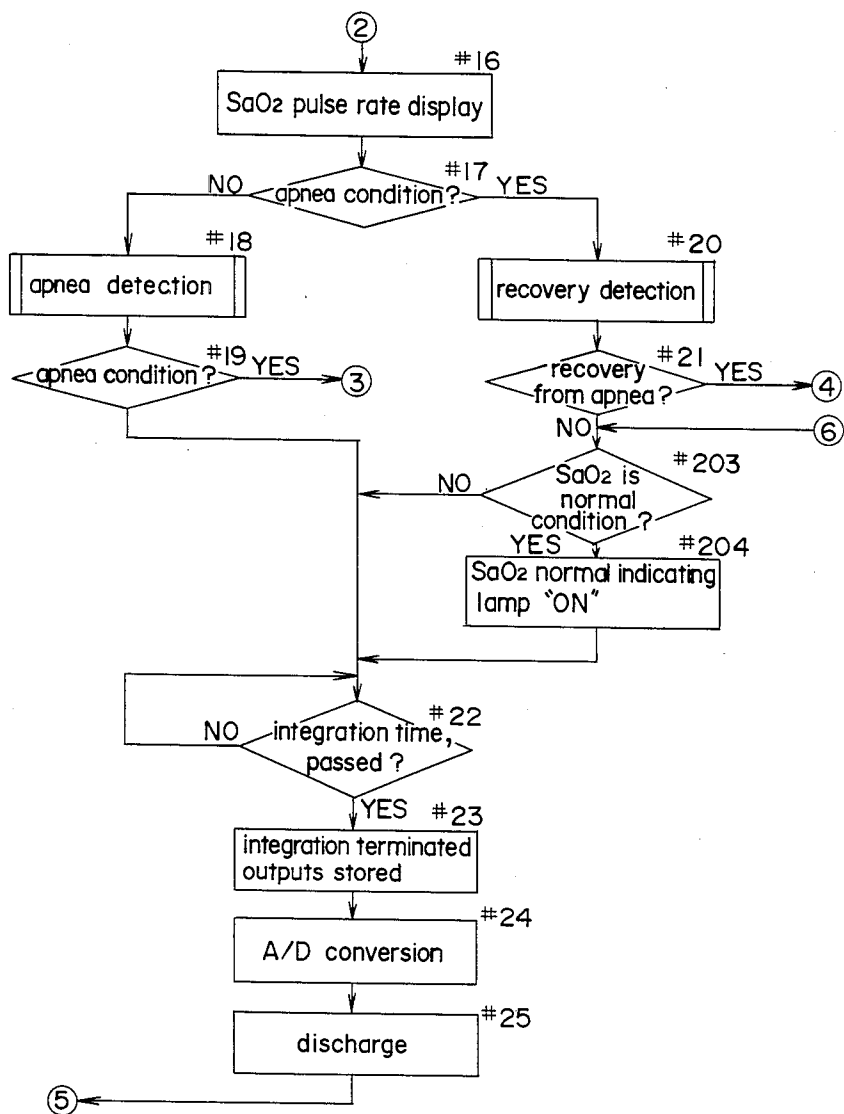 ②
#16
SaO2 pulse rate display
#17
NO
apnea condition?
YES
#18
apnea detection
#20
recovery detection
#19
apnea condition?
YES
③
#21
recovery
from apnea?
YES
④
NO
⑥
#203
SaO2 is
normal
condition?
NO
YES
#204
SaO2 normal indicating
lamp "ON"
#22
integration time,
passed?
NO
YES
#23
integration terminated
outputs stored
#24
A/D conversion
#25
discharge
⑤